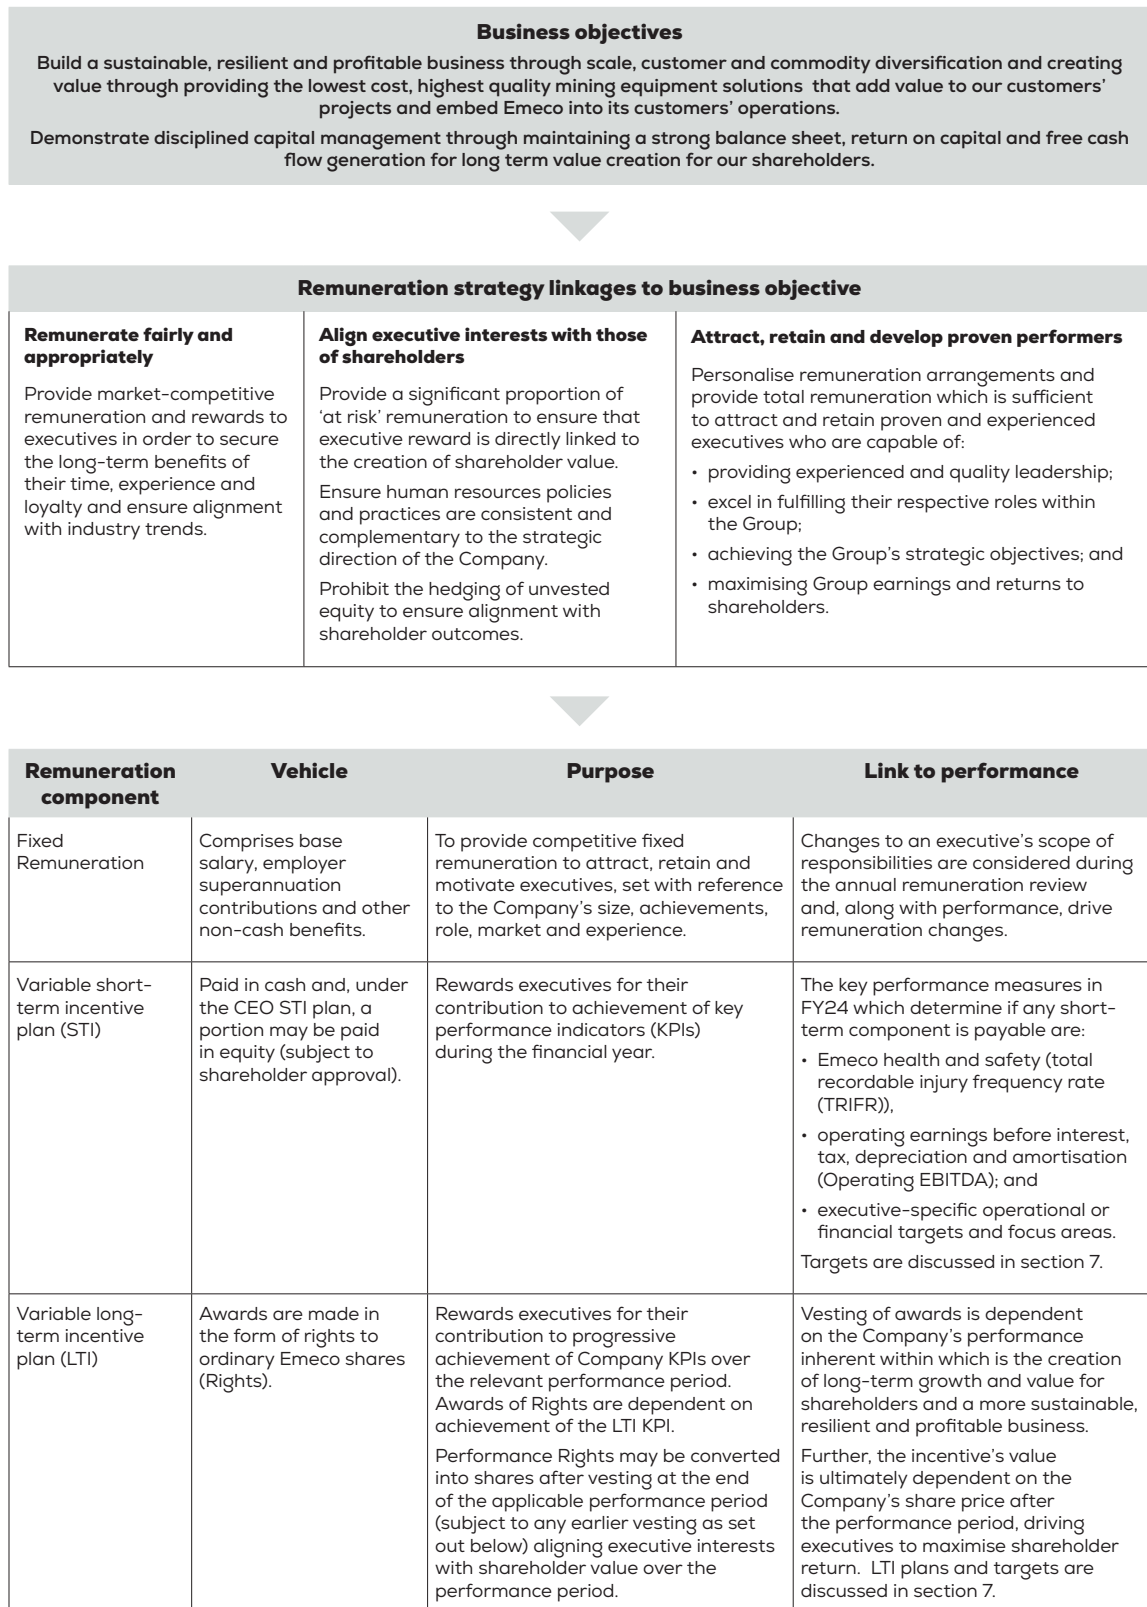 Business objectives
Build a sustainable, resilient and profitable business through scale, customer and commodity diversification and creating
value through providing the lowest cost, highest quality mining equipment solutions that add value to our customers'
projects and embed Emeco into its customers' operations.
Demonstrate disciplined capital management through maintaining a strong balance sheet, return on capital and free cash
flow generation for long term value creation for our shareholders.
Remuneration strategy linkages to business objective
Remunerate fairly and
appropriately
Provide market-competitive
remuneration and rewards to
executives in order to secure
the long-term benefits of
their time, experience and
loyalty and ensure alignment
with industry trends.
Align executive interests with those
of shareholders
Provide a significant proportion of
'at risk' remuneration to ensure that
executive reward is directly linked to
the creation of shareholder value.
Ensure human resources policies
and practices are consistent and
complementary to the strategic
direction of the Company.
Prohibit the hedging of unvested
equity to ensure alignment with
shareholder outcomes.
Attract, retain and develop proven performers
Personalise remuneration arrangements and
provide total remuneration which is sufficient
to attract and retain proven and experienced
executives who are capable of:
• providing experienced and quality leadership;
• excel in fulfilling their respective roles within
the Group;
• achieving the Group's strategic objectives; and
• maximising Group earnings and returns to
shareholders.
Remuneration
component
Vehicle
Purpose
Link to performance
Fixed
Remuneration
Comprises base
salary, employer
superannuation
contributions and other
non-cash benefits.
To provide competitive fixed
remuneration to attract, retain and
motivate executives, set with reference
to the Company's size, achievements,
role, market and experience.
Changes to an executive's scope of
responsibilities are considered during
the annual remuneration review
and, along with performance, drive
remuneration changes.
Variable short-
term incentive
plan (STI)
Paid in cash and, under
the CEO STI plan, a
portion may be paid
in equity (subject to
shareholder approval).
Rewards executives for their
contribution to achievement of key
performance indicators (KPIs)
during the financial year.
The key performance measures in
FY24 which determine if any short-
term component is payable are:
• Emeco health and safety (total
recordable injury frequency rate
(TRIFR)),
• operating earnings before interest,
tax, depreciation and amortisation
(Operating EBITDA); and
• executive-specific operational or
financial targets and focus areas.
Targets are discussed in section 7.
Variable long-
term incentive
plan (LTI)
Awards are made in
the form of rights to
ordinary Emeco shares
(Rights).
Rewards executives for their
contribution to progressive
achievement of Company KPIs over
the relevant performance period.
Awards of Rights are dependent on
achievement of the LTI KPI.
Performance Rights may be converted
into shares after vesting at the end
of the applicable performance period
(subject to any earlier vesting as set
out below) aligning executive interests
with shareholder value over the
performance period.
Vesting of awards is dependent
on the Company's performance
inherent within which is the creation
of long-term growth and value for
shareholders and a more sustainable,
resilient and profitable business.
Further, the incentive's value
is ultimately dependent on the
Company's share price after
the performance period, driving
executives to maximise shareholder
return. LTI plans and targets are
discussed in section 7.